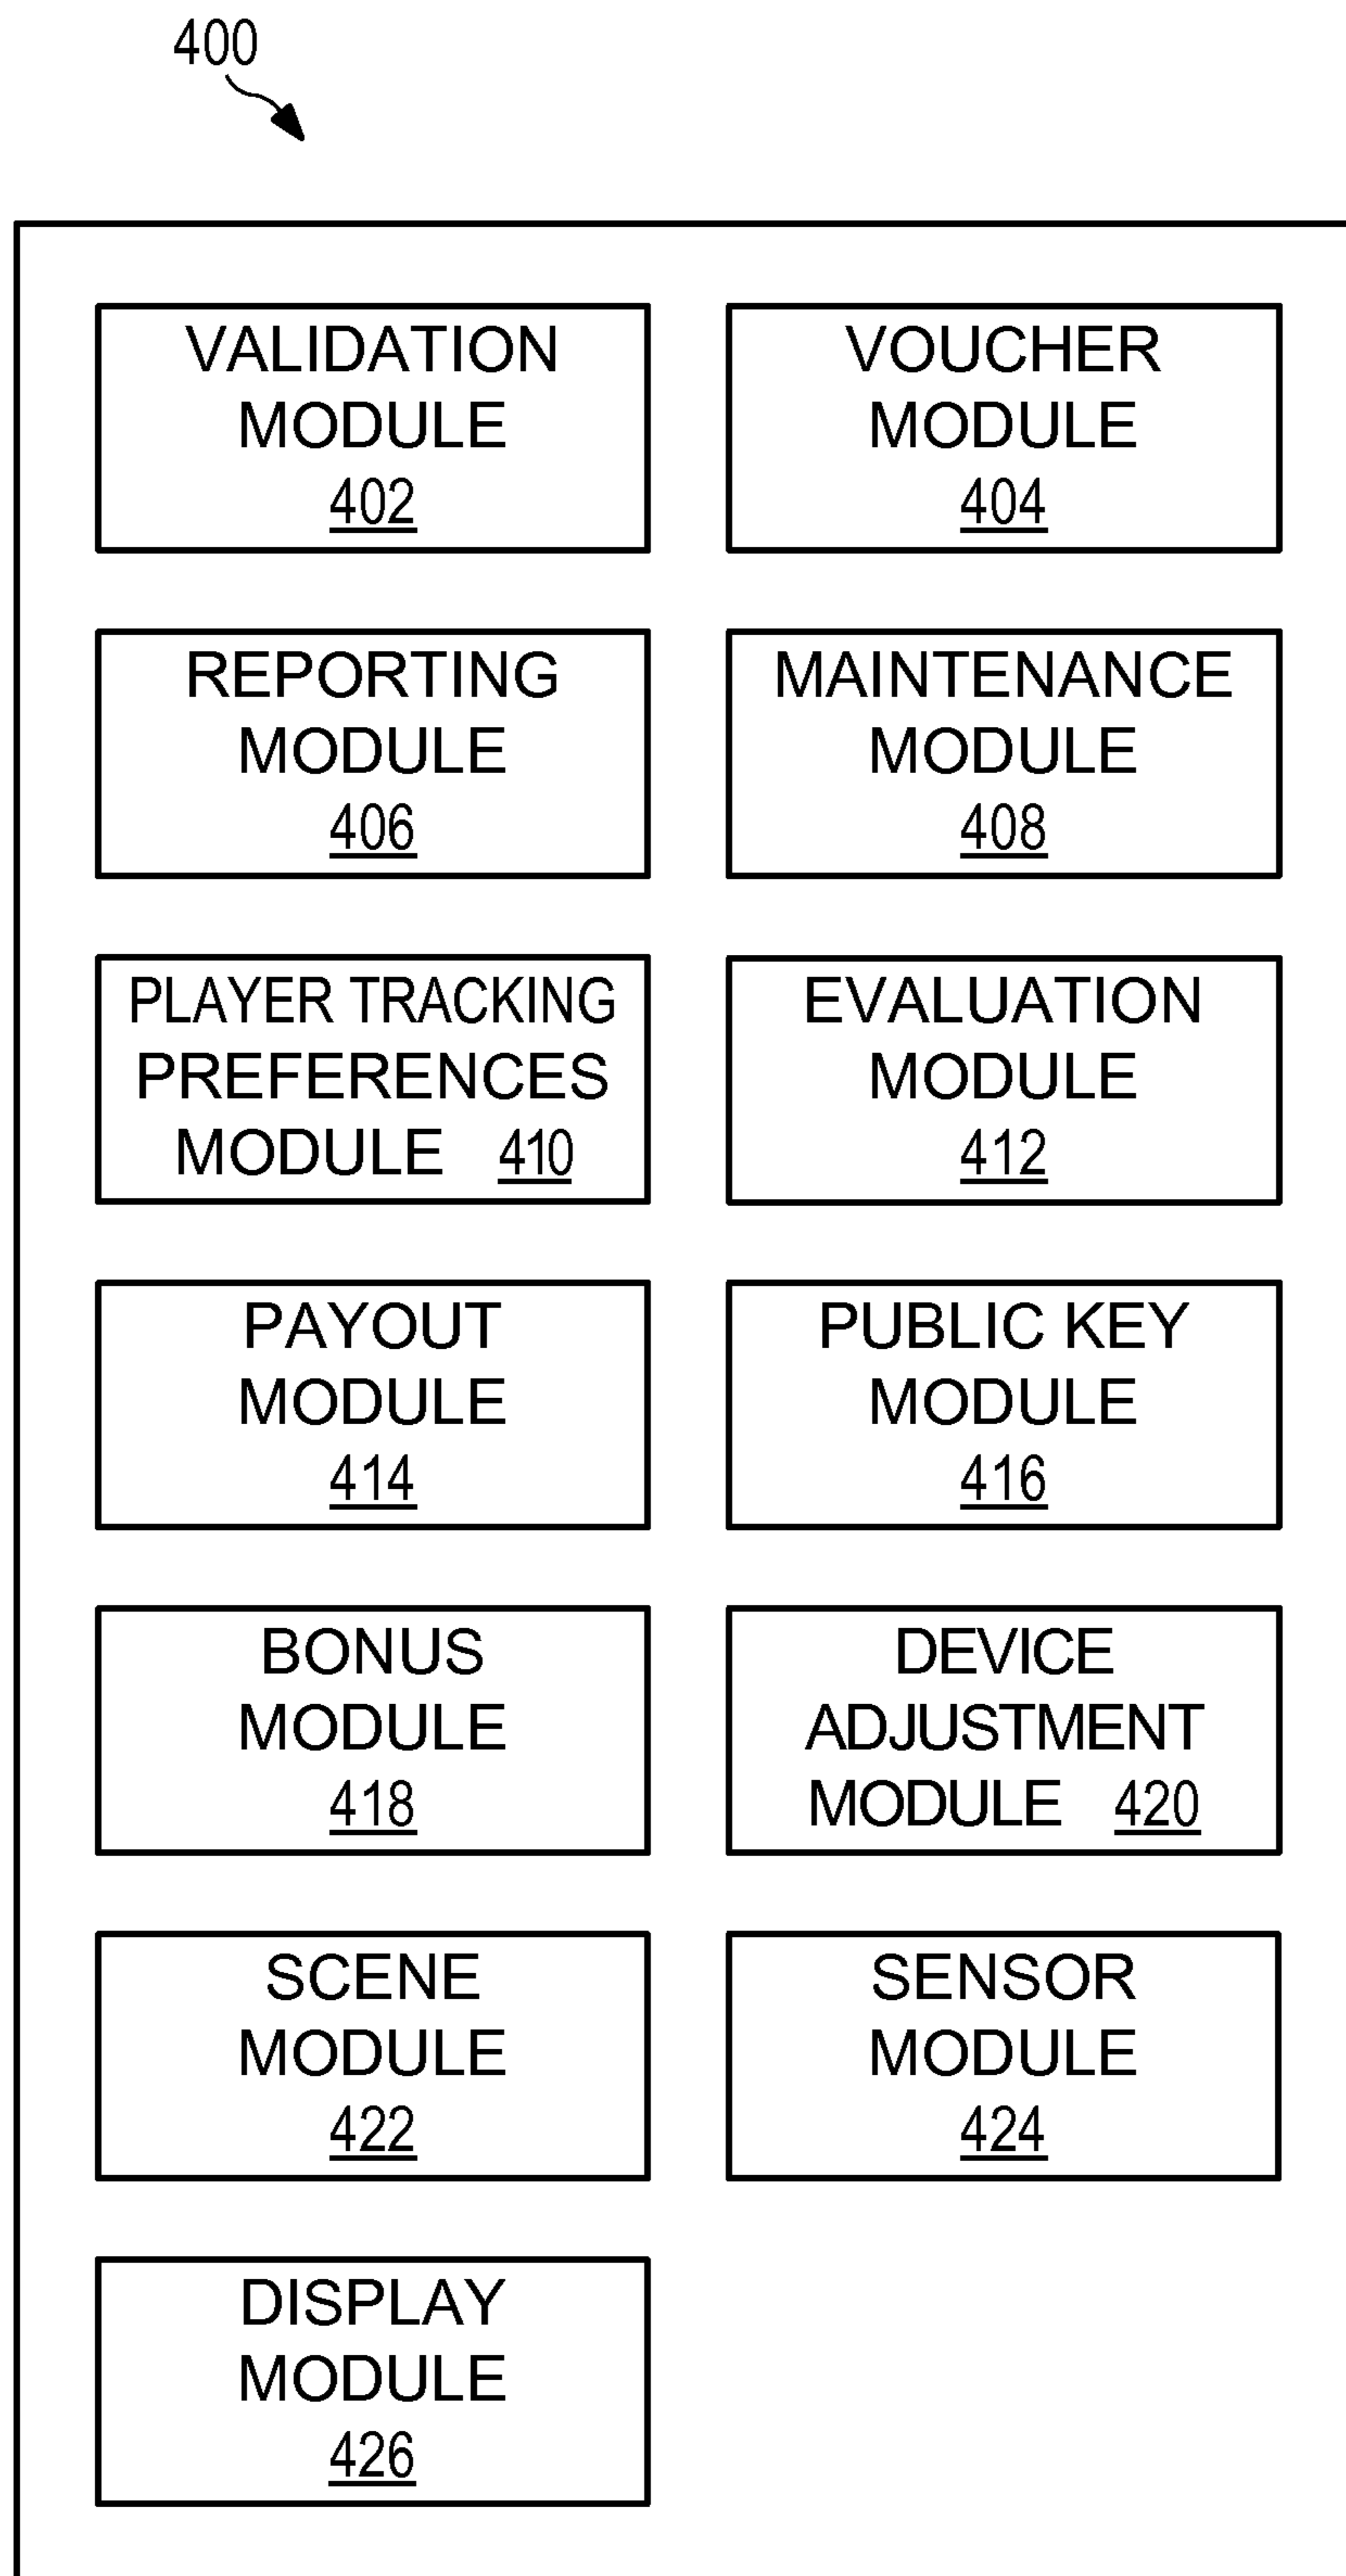 400
VALIDATION
MODULE
402
VOUCHER
MODULE
404
REPORTING
MODULE
406
MAINTENANCE
MODULE
408
PLAYER TRACKING
PREFERENCES
MODULE 410
EVALUATION
MODULE
412
PAYOUT
MODULE
414
PUBLIC KEY
MODULE
416
BONUS
MODULE
418
DEVICE
ADJUSTMENT
MODULE 420
SCENE
MODULE
422
SENSOR
MODULE
424
DISPLAY
MODULE
426